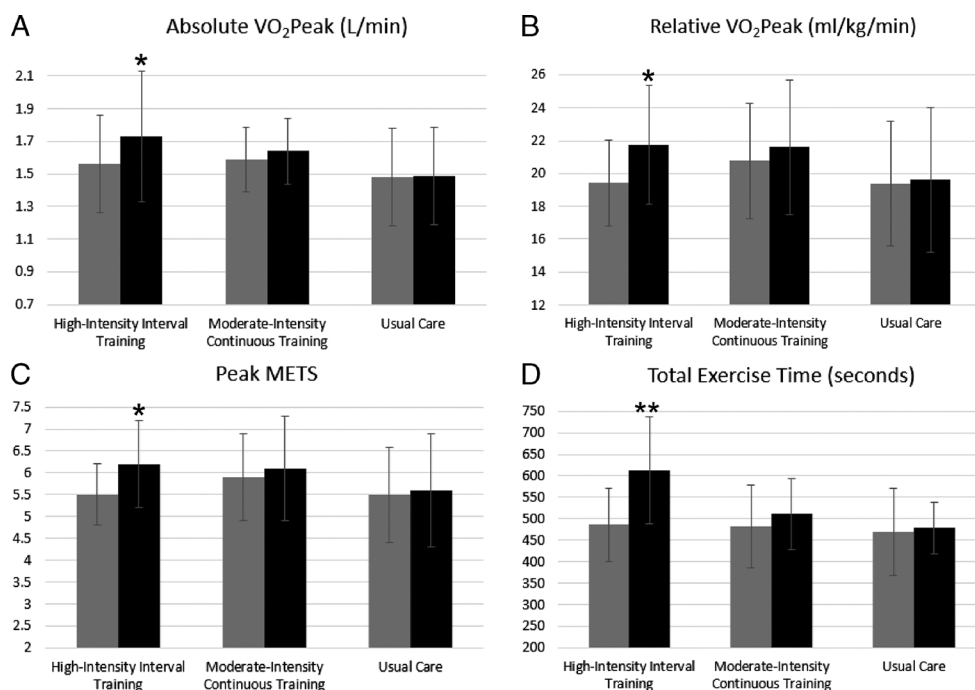 A
Absolute VO₂Peak (L/min)
2.1
1.9
1.7
1.5
1.3
1.1
0.9
0.7
*
High-Intensity Interval
Training
Moderate-Intensity
Continuous Training
Usual Care
B
Relative VO₂Peak (ml/kg/min)
26
24
22
20
18
16
14
12
*
High-Intensity Interval
Training
Moderate-Intensity
Continuous Training
Usual Care
C
Peak METS
7.5
7
6.5
6
5.5
5
4.5
4
3.5
3
2.5
2
*
High-Intensity Interval
Training
Moderate-Intensity
Continuous Training
Usual Care
D
Total Exercise Time (seconds)
750
700
650
600
550
500
450
400
350
300
250
200
**
High-Intensity Interval
Training
Moderate-Intensity
Continuous Training
Usual Care